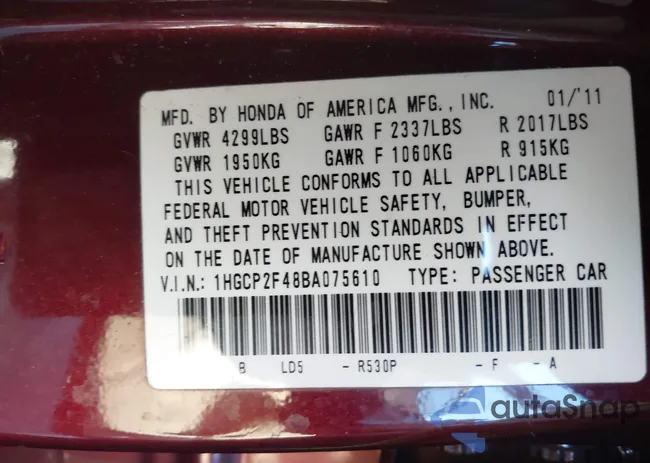 MFD. BY HONDA OF AMERICA MFG., INC. 01/'11
GVWR 4299LBS GAWR F 2337LBS R 2017LBS
GVWR 1950KG GAWR F 1060KG R 915KG
THIS VEHICLE CONFORMS TO ALL APPLICABLE
FEDERAL MOTOR VEHICLE SAFETY, BUMPER,
AND THEFT PREVENTION STANDARDS IN EFFECT
ON THE DATE OF MANUFACTURE SHOWN ABOVE.
V.I.N.: 1HGCP2F48BA075610 TYPE: PASSENGER CAR
B LD5 - R530P - F - A
autaSnap